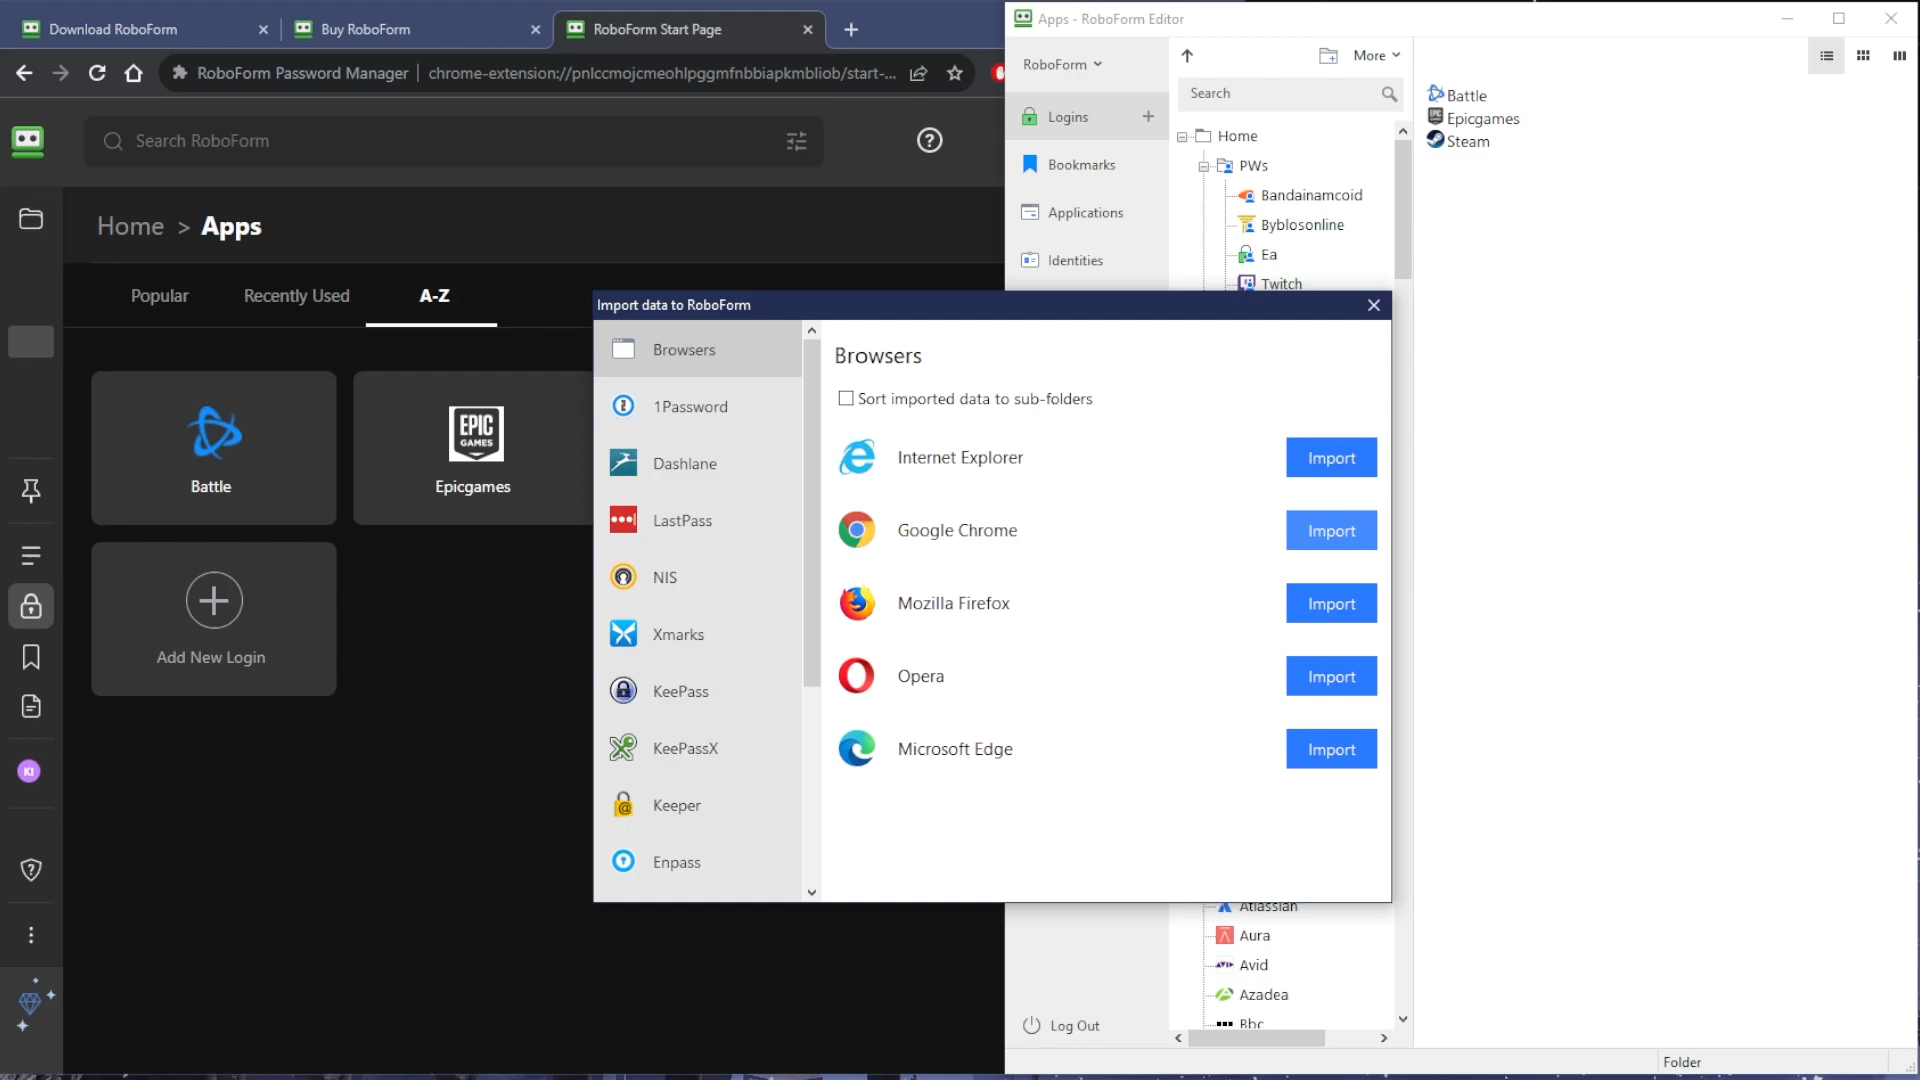 Download RoboForm
Buy RoboForm
RoboForm Start Page
Apps - RoboForm Editor
RoboForm Password Manager
chrome-extension://pnlccmojcmeohlpggmfnbbiapkmbliob/start-...
RoboForm
More
Search RoboForm
Search
Logins
Bookmarks
Applications
Identities
Home
PWs
Bandainamcoid
Byblosonline
Ea
Twitch
Battle
Epicgames
Steam
Home > Apps
Popular
Recently Used
A-Z
Battle
EPIC
GAMES
Epicgames
Add New Login
KI
Import data to RoboForm
Browsers
1Password
Dashlane
LastPass
NIS
Xmarks
KeePass
KeePassX
Keeper
Enpass
Browsers
Sort imported data to sub-folders
Internet Explorer
Import
Google Chrome
Import
Mozilla Firefox
Import
Opera
Import
Microsoft Edge
Import
Atlassian
Aura
Avid
Azadea
Bbc
Log Out
Folder